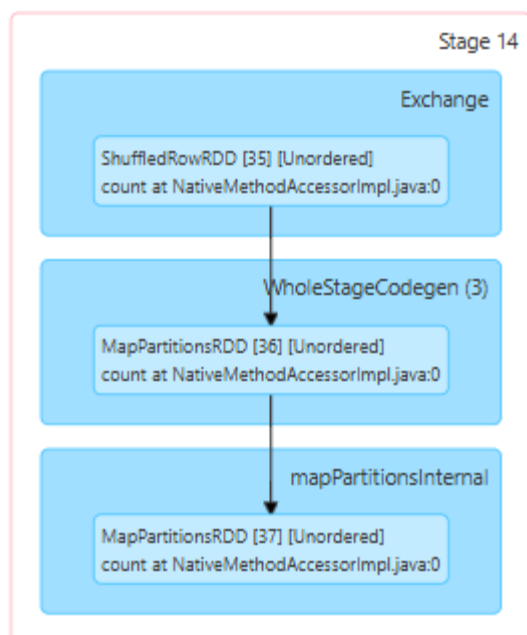 Stage 14
Exchange
ShuffledRowRDD [35] [Unordered]
count at NativeMethodAccessorImpl.java:0
WholeStageCodegen (3)
MapPartitionsRDD [36] [Unordered]
count at NativeMethodAccessorImpl.java:0
mapPartitionsInternal
MapPartitionsRDD [37] [Unordered]
count at NativeMethodAccessorImpl.java:0